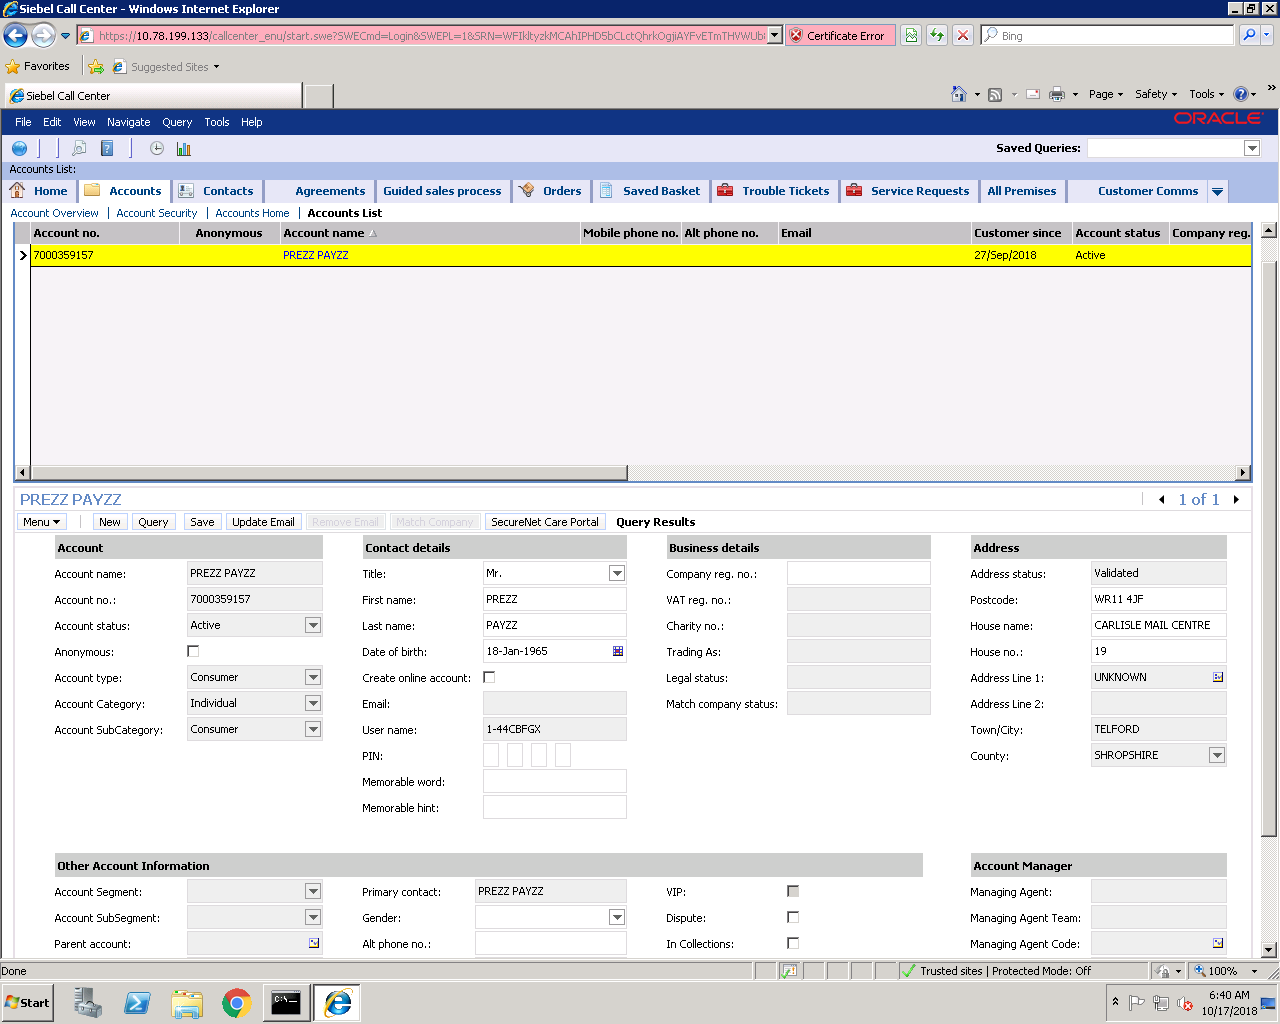 Siebel Call Center - Windows Internet Explorer
https://10.78.199.133/callcenter_enu/start.swe?SWECmd=Login&SWEPL=1&SRN= Certificate Error Bing
Favorites Suggested Sites
Siebel Call Center Page Safety Tools
File Edit View Navigate Query Tools Help ORACLE
Saved Queries:
Accounts List:
Home Accounts Contacts Agreements Guided sales process Orders Saved Basket Trouble Tickets Service Requests All Premises Customer Comms
Account Overview Account Security Accounts Home Accounts List
Account no. Anonymous Account name Mobile phone no. Alt phone no. Email Customer since Account status Company reg.
7000359157 PREZZ PAYZZ 27/Sep/2018 Active
PREZZ PAYZZ 1 of 1
Menu New Query Save Update Email Remove Email Match Company SecureNet Care Portal Query Results
Account Contact details Business details Address
Account name: PREZZ PAYZZ Title: Mr. Company reg. no.: Address status: Validated
Account no.: 7000359157 First name: PREZZ VAT reg. no.: Postcode: WR11 4JF
Account status: Active Last name: PAYZZ Charity no.: House name: CARLISLE MAIL CENTRE
Anonymous: Date of birth: 18-Jan-1965 Trading As: House no.: 19
Account type: Consumer Create online account: Legal status: Address Line 1: UNKNOWN
Account Category: Individual Email: Match company status: Address Line 2:
Account SubCategory: Consumer User name: 1-44CBFGX Town/City: TELFORD
PIN: County: SHROPSHIRE
Memorable word:
Memorable hint:
Other Account Information Account Manager
Account Segment: Primary contact: PREZZ PAYZZ VIP: Managing Agent:
Account SubSegment: Gender: Dispute: Managing Agent Team:
Parent account: Alt phone no.: In Collections: Managing Agent Code:
Done Trusted sites | Protected Mode: Off 100%
Start 6:40 AM
10/17/2018